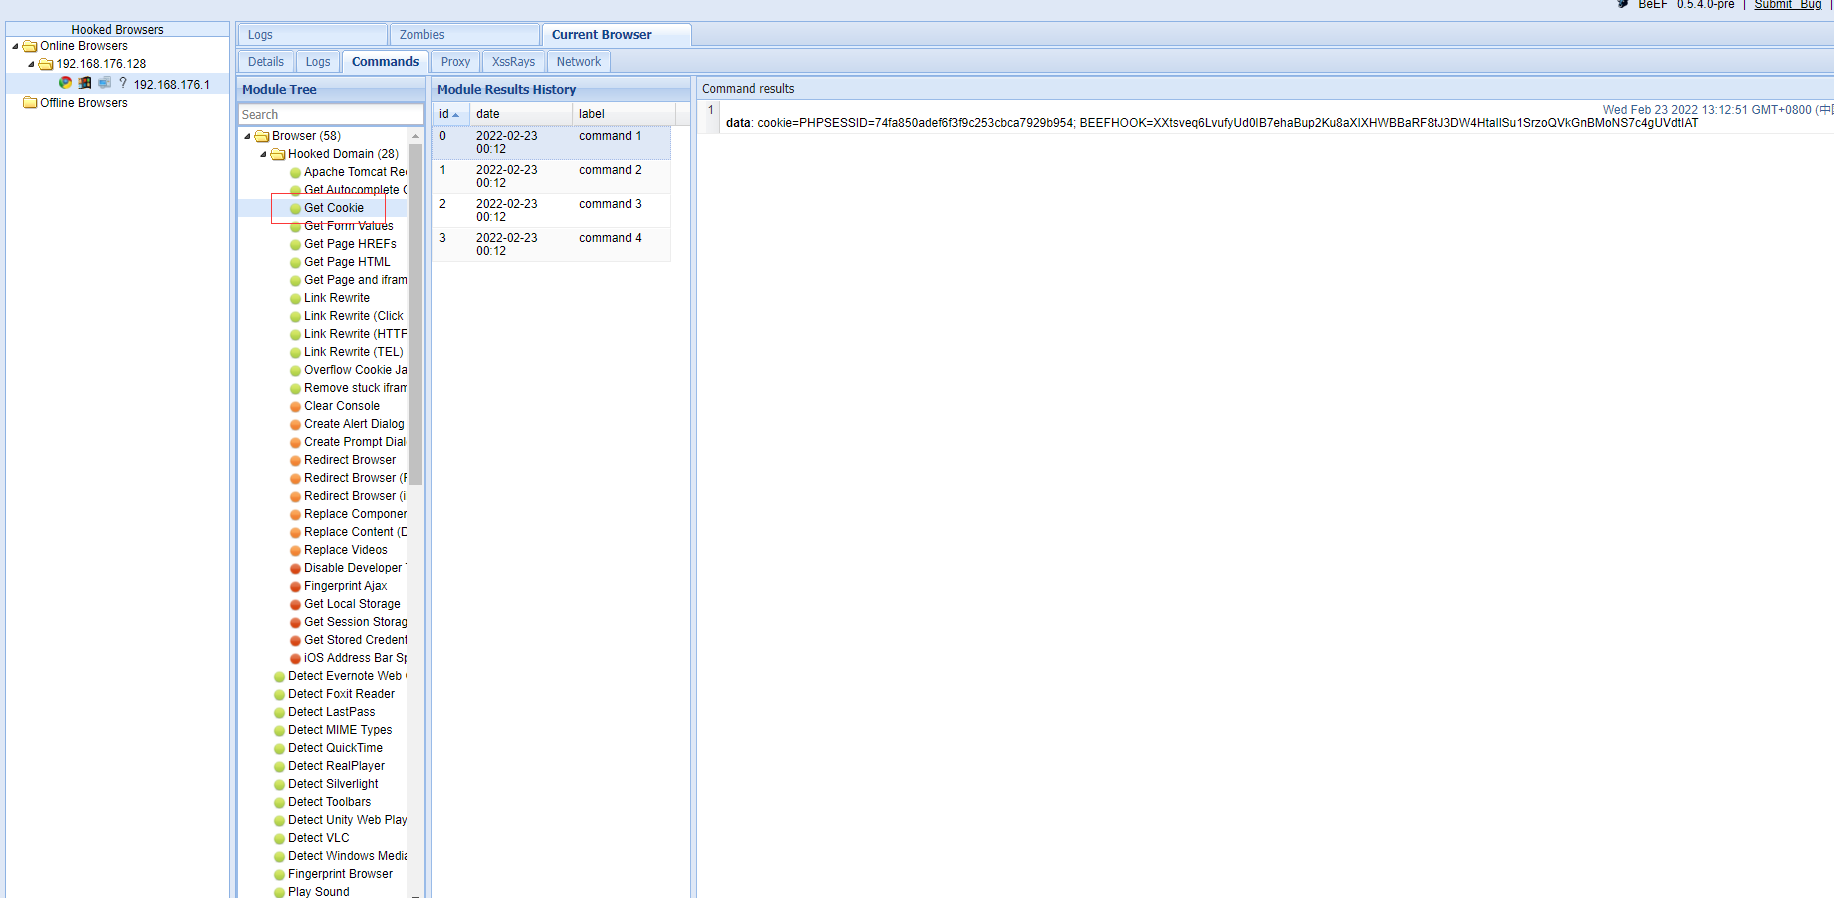 BeEF 0.5.4.0-pre | Submit Bug |
Hooked Browsers
Online Browsers
192.168.176.128
? 192.168.176.1
Offline Browsers
Logs
Zombies
Current Browser
Details
Logs
Commands
Proxy
XssRays
Network
Module Tree
Search
Browser (58)
Hooked Domain (28)
Apache Tomcat Re
Get Autocomplete
Get Cookie
Get Form Values
Get Page HREFs
Get Page HTML
Get Page and ifram
Link Rewrite
Link Rewrite (Click
Link Rewrite (HTTF
Link Rewrite (TEL)
Overflow Cookie Ja
Remove stuck ifram
Clear Console
Create Alert Dialog
Create Prompt Dial
Redirect Browser
Redirect Browser (
Redirect Browser (i
Replace Componer
Replace Content (D
Replace Videos
Disable Developer
Fingerprint Ajax
Get Local Storage
Get Session Storag
Get Stored Credent
iOS Address Bar Sp
Detect Evernote Web
Detect Foxit Reader
Detect LastPass
Detect MIME Types
Detect QuickTime
Detect RealPlayer
Detect Silverlight
Detect Toolbars
Detect Unity Web Play
Detect VLC
Detect Windows Media
Fingerprint Browser
Play Sound
Module Results History
id date label
0 2022-02-23 00:12 command 1
1 2022-02-23 00:12 command 2
2 2022-02-23 00:12 command 3
3 2022-02-23 00:12 command 4
Command results
1
Wed Feb 23 2022 13:12:51 GMT+0800 (中
data: cookie=PHPSESSID=74fa850adef6f3f9c253cbca7929b954; BEEFHOOK=XXtsveq6LvufyUd0IB7ehaBup2Ku8aXIXHWBBaRF8tJ3DW4HtaIlSu1SrzoQVkGnBMoNS7c4gUVdtIAT